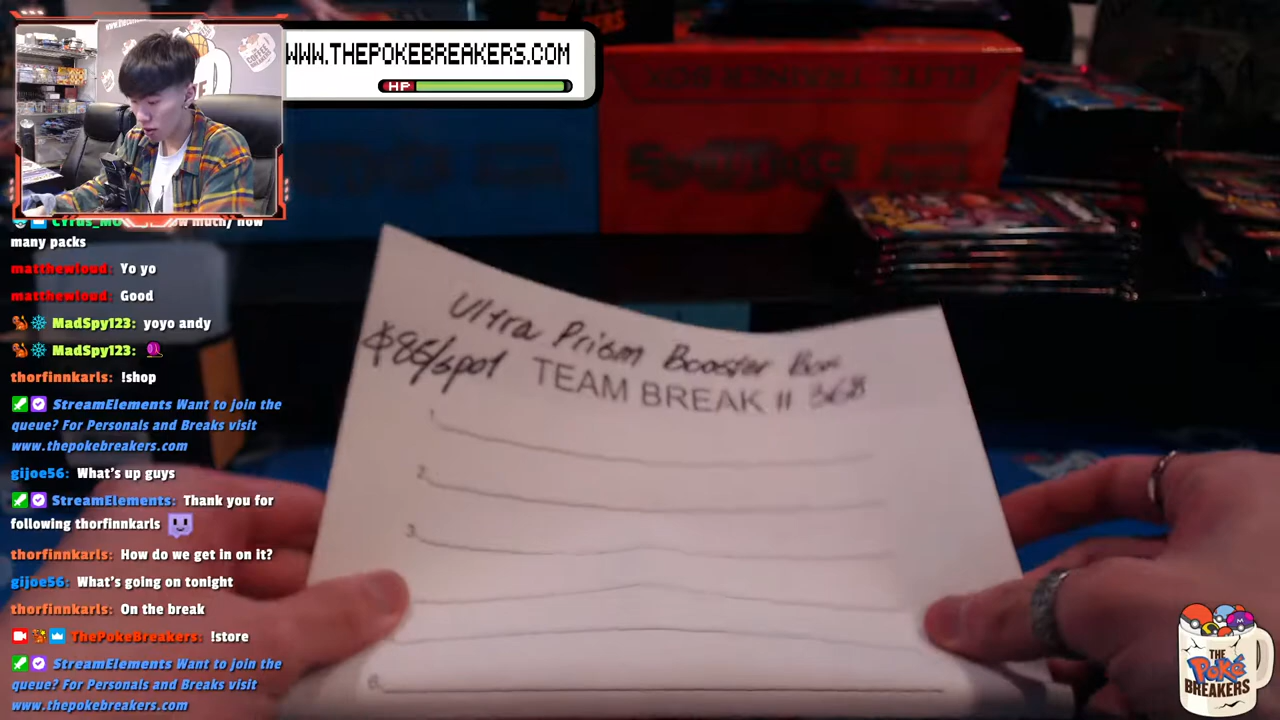 WWW.THEPOKEBREAKERS.COM
HP
many packs
matthewloud: Yo yo
matthewloud: Good
MadSpy123: yoyo andy
MadSpy123:
thorfinnkarls: !shop
StreamElements Want to join the
queue? For Personals and Breaks visit
www.thepokebreakers.com
gijoe56: What's up guys
StreamElements: Thank you for
following thorfinnkarls
thorfinnkarls: How do we get in on it?
gijoe56: What's going on tonight
thorfinnkarls: On the break
ThePokeBreakers: !store
StreamElements Want to join the
queue? For Personals and Breaks visit
www.thepokebreakers.com
Ultra Prism Booster Box
/spot TEAM BREAK #
1.
2.
3.
6.
THE
Poké
BREAKERS